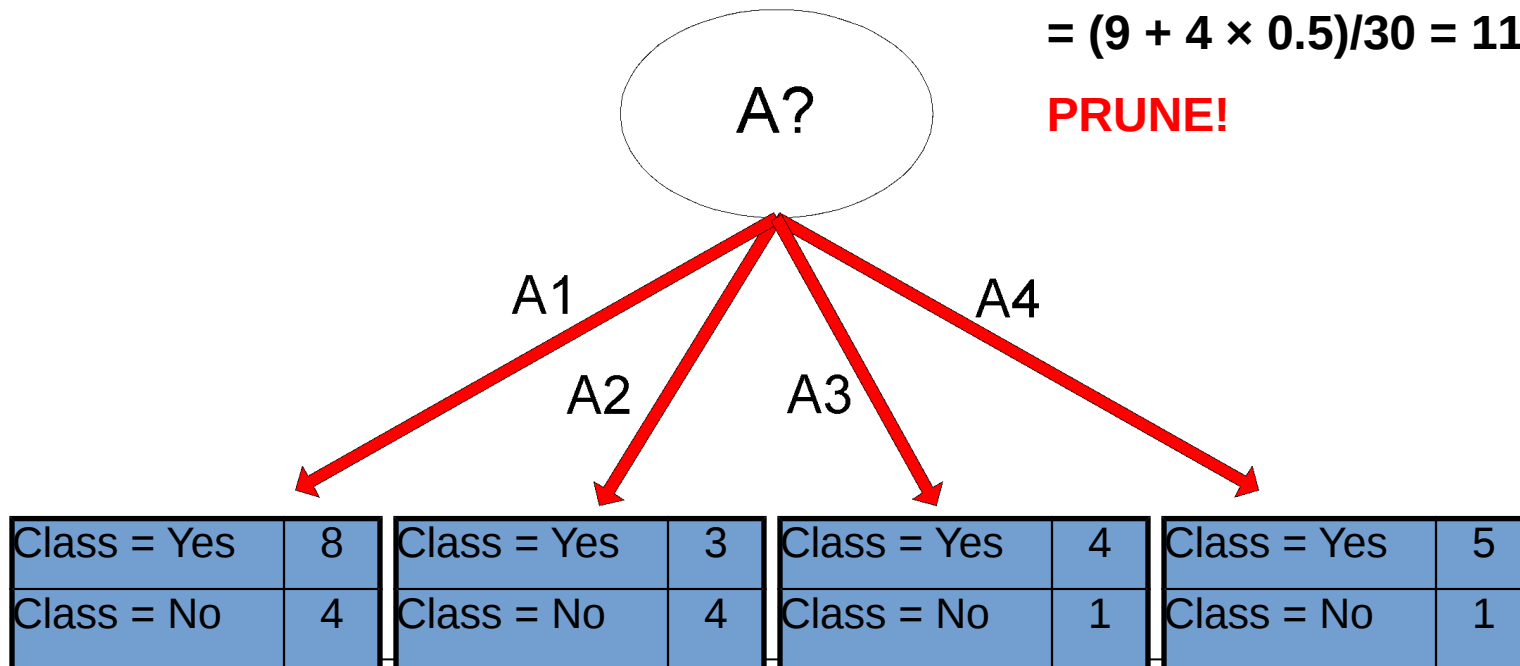 = (9 + 4 × 0.5)/30 = 11
PRUNE!
A?
A1
A4
A2
A3
Class = Yes 8 Class = Yes 3 Class = Yes 4 Class = Yes 5
Class = No 4 Class = No 4 Class = No 1 Class = No 1